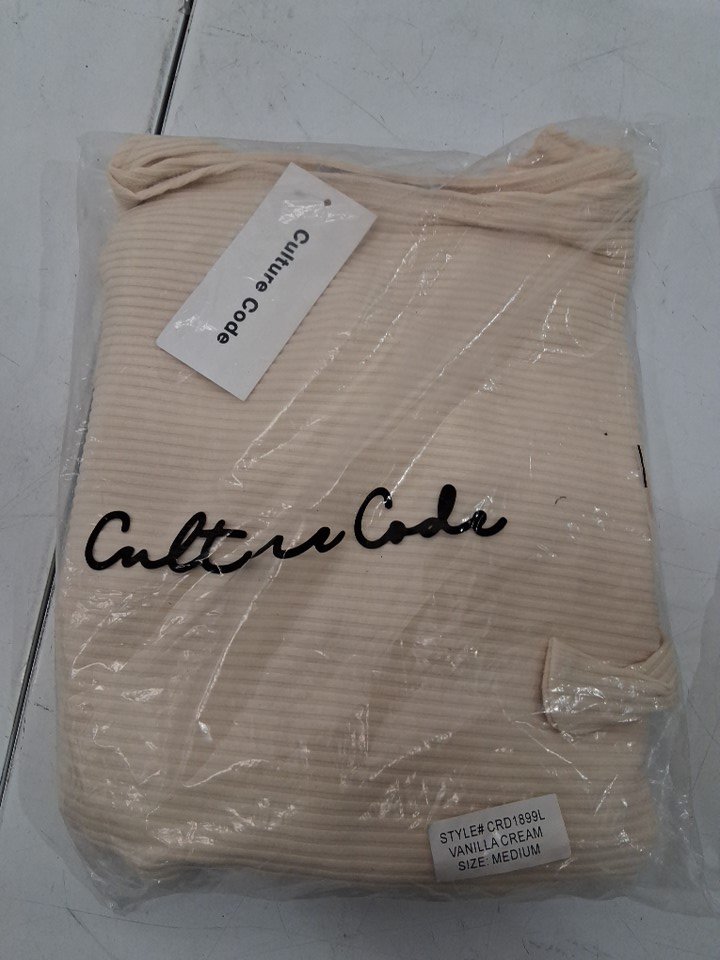 Culture Code
Culture Code
STYLE# CRD1899L
VANILLA CREAM
SIZE: MEDIUM